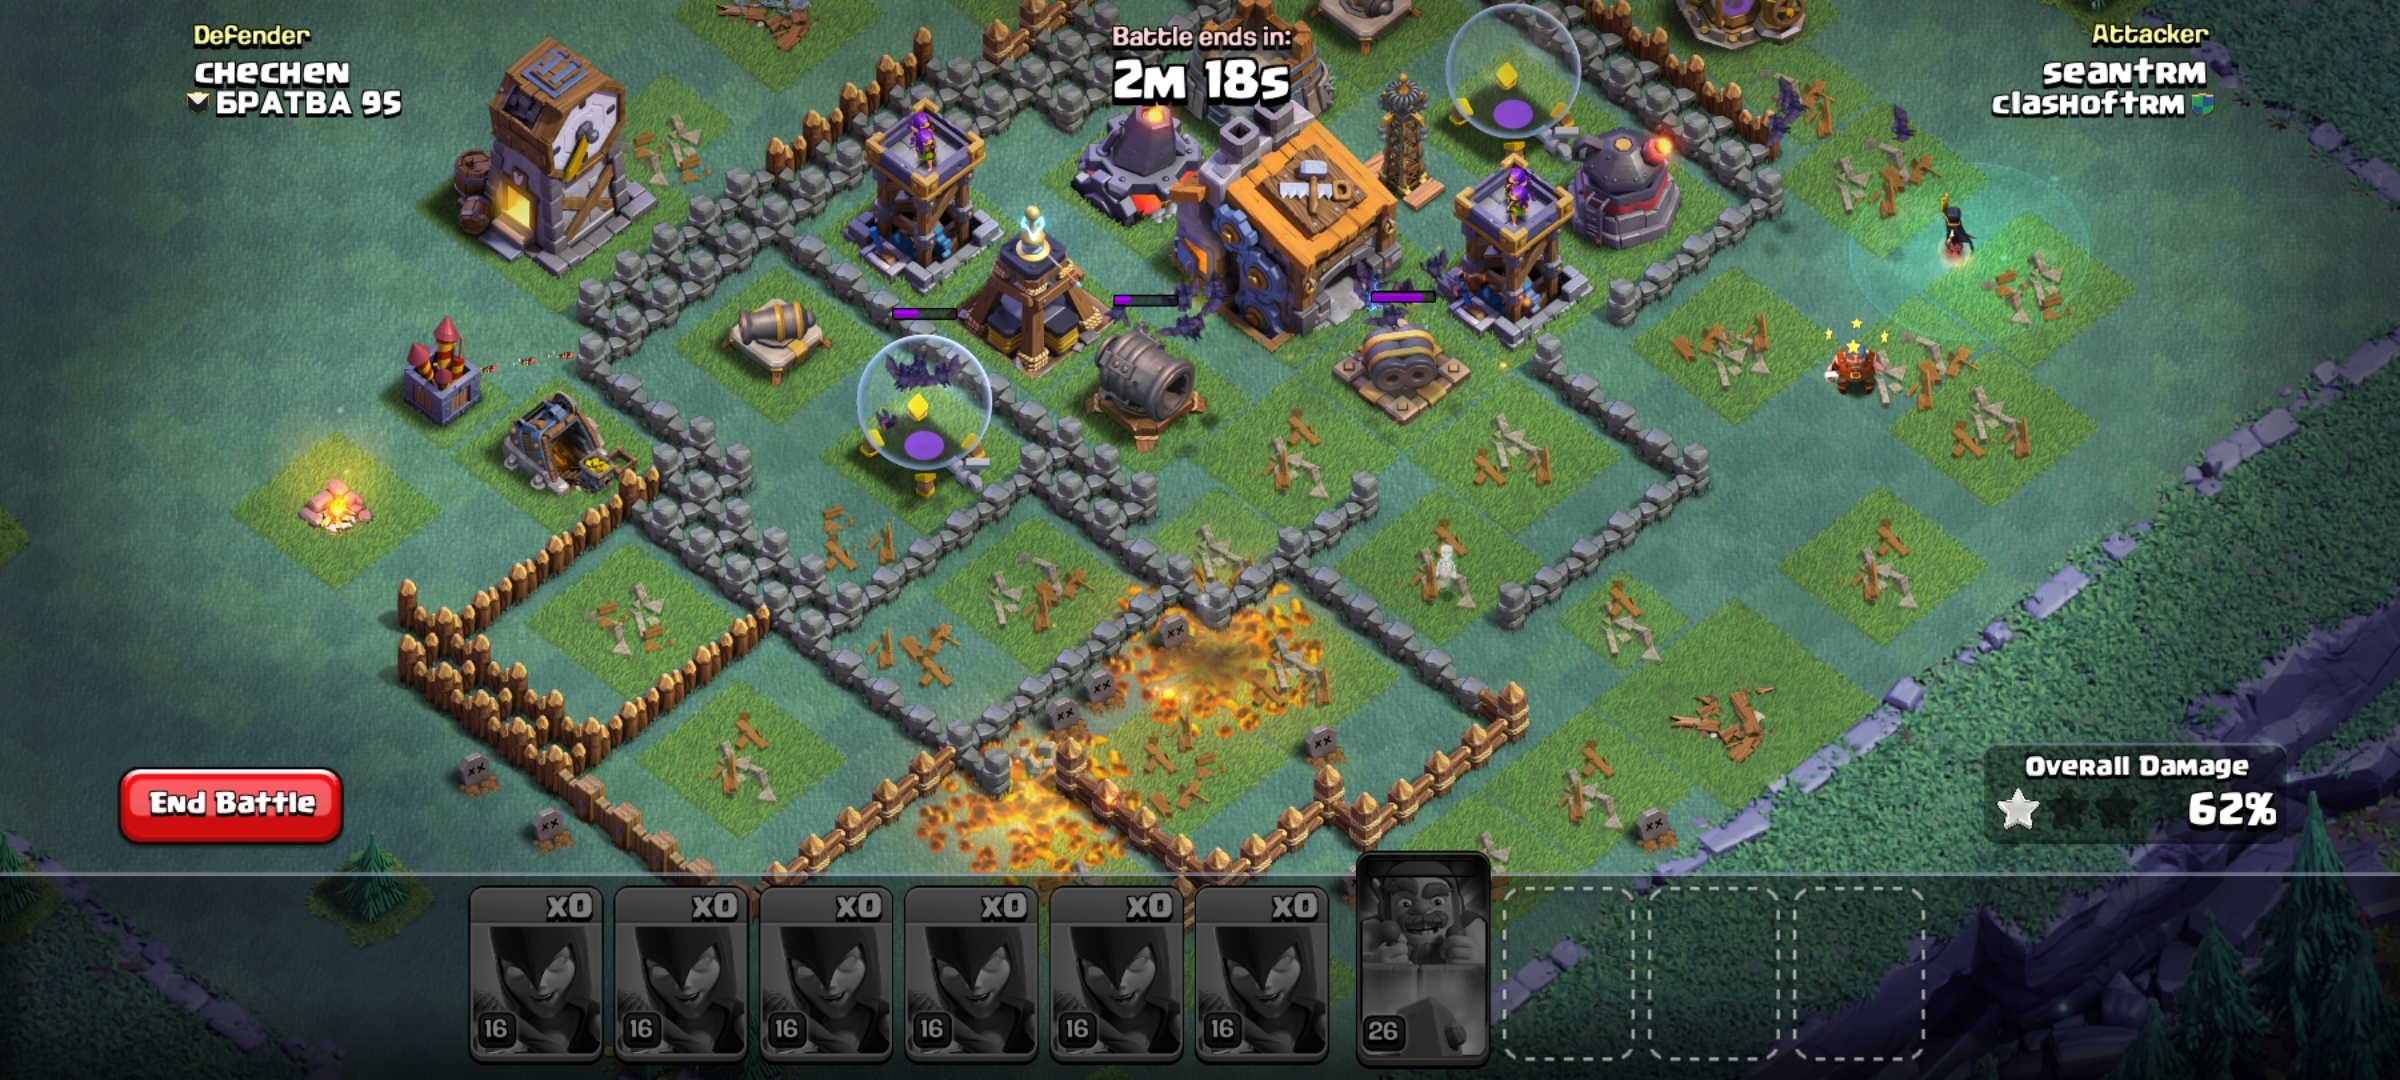 Defender
CHECHEN
БРАТВА 95
Battle ends in:
2M 18s
Attacker
seantRM
clashoftRM
End Battle
Overall Damage
62%
x0
x0
x0
x0
x0
x0
16
16
16
16
16
16
26